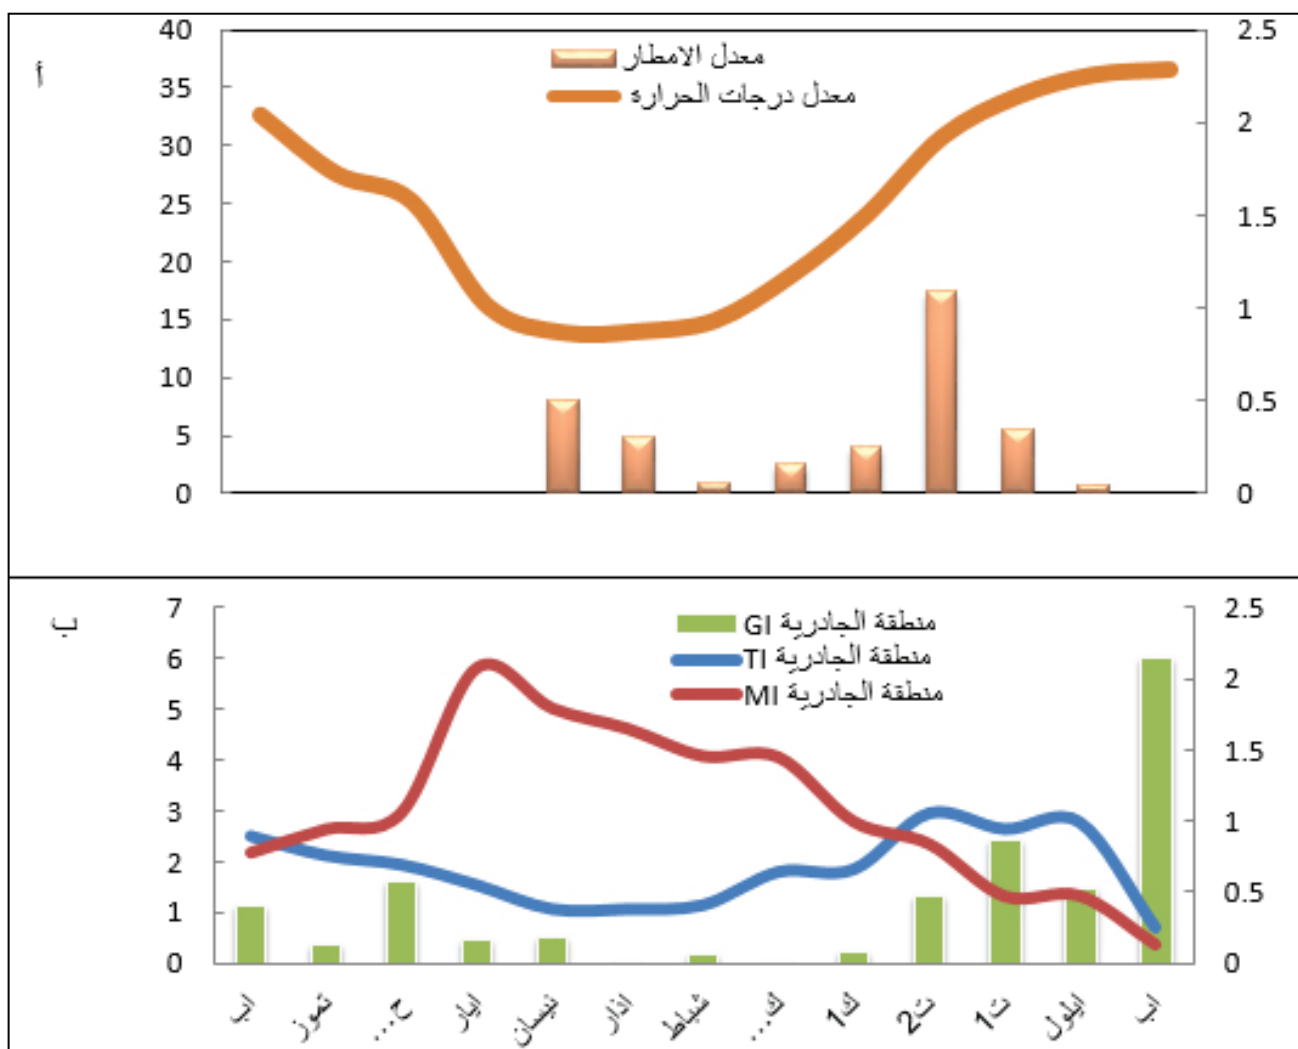 أ
معدل الامطار
معدل درجات الحرارة
40
35
30
25
20
15
10
5
0
2.5
2
1.5
1
0.5
0
ب
منطقة الجادرية GI
منطقة الجادرية TI
منطقة الجادرية MI
7
6
5
4
3
2
1
0
2.5
2
1.5
1
0.5
0
اب
تموز
ح...
ايار
نيسان
اذار
شباط
ك...
ك1
ت2
ت1
ايلول
اب